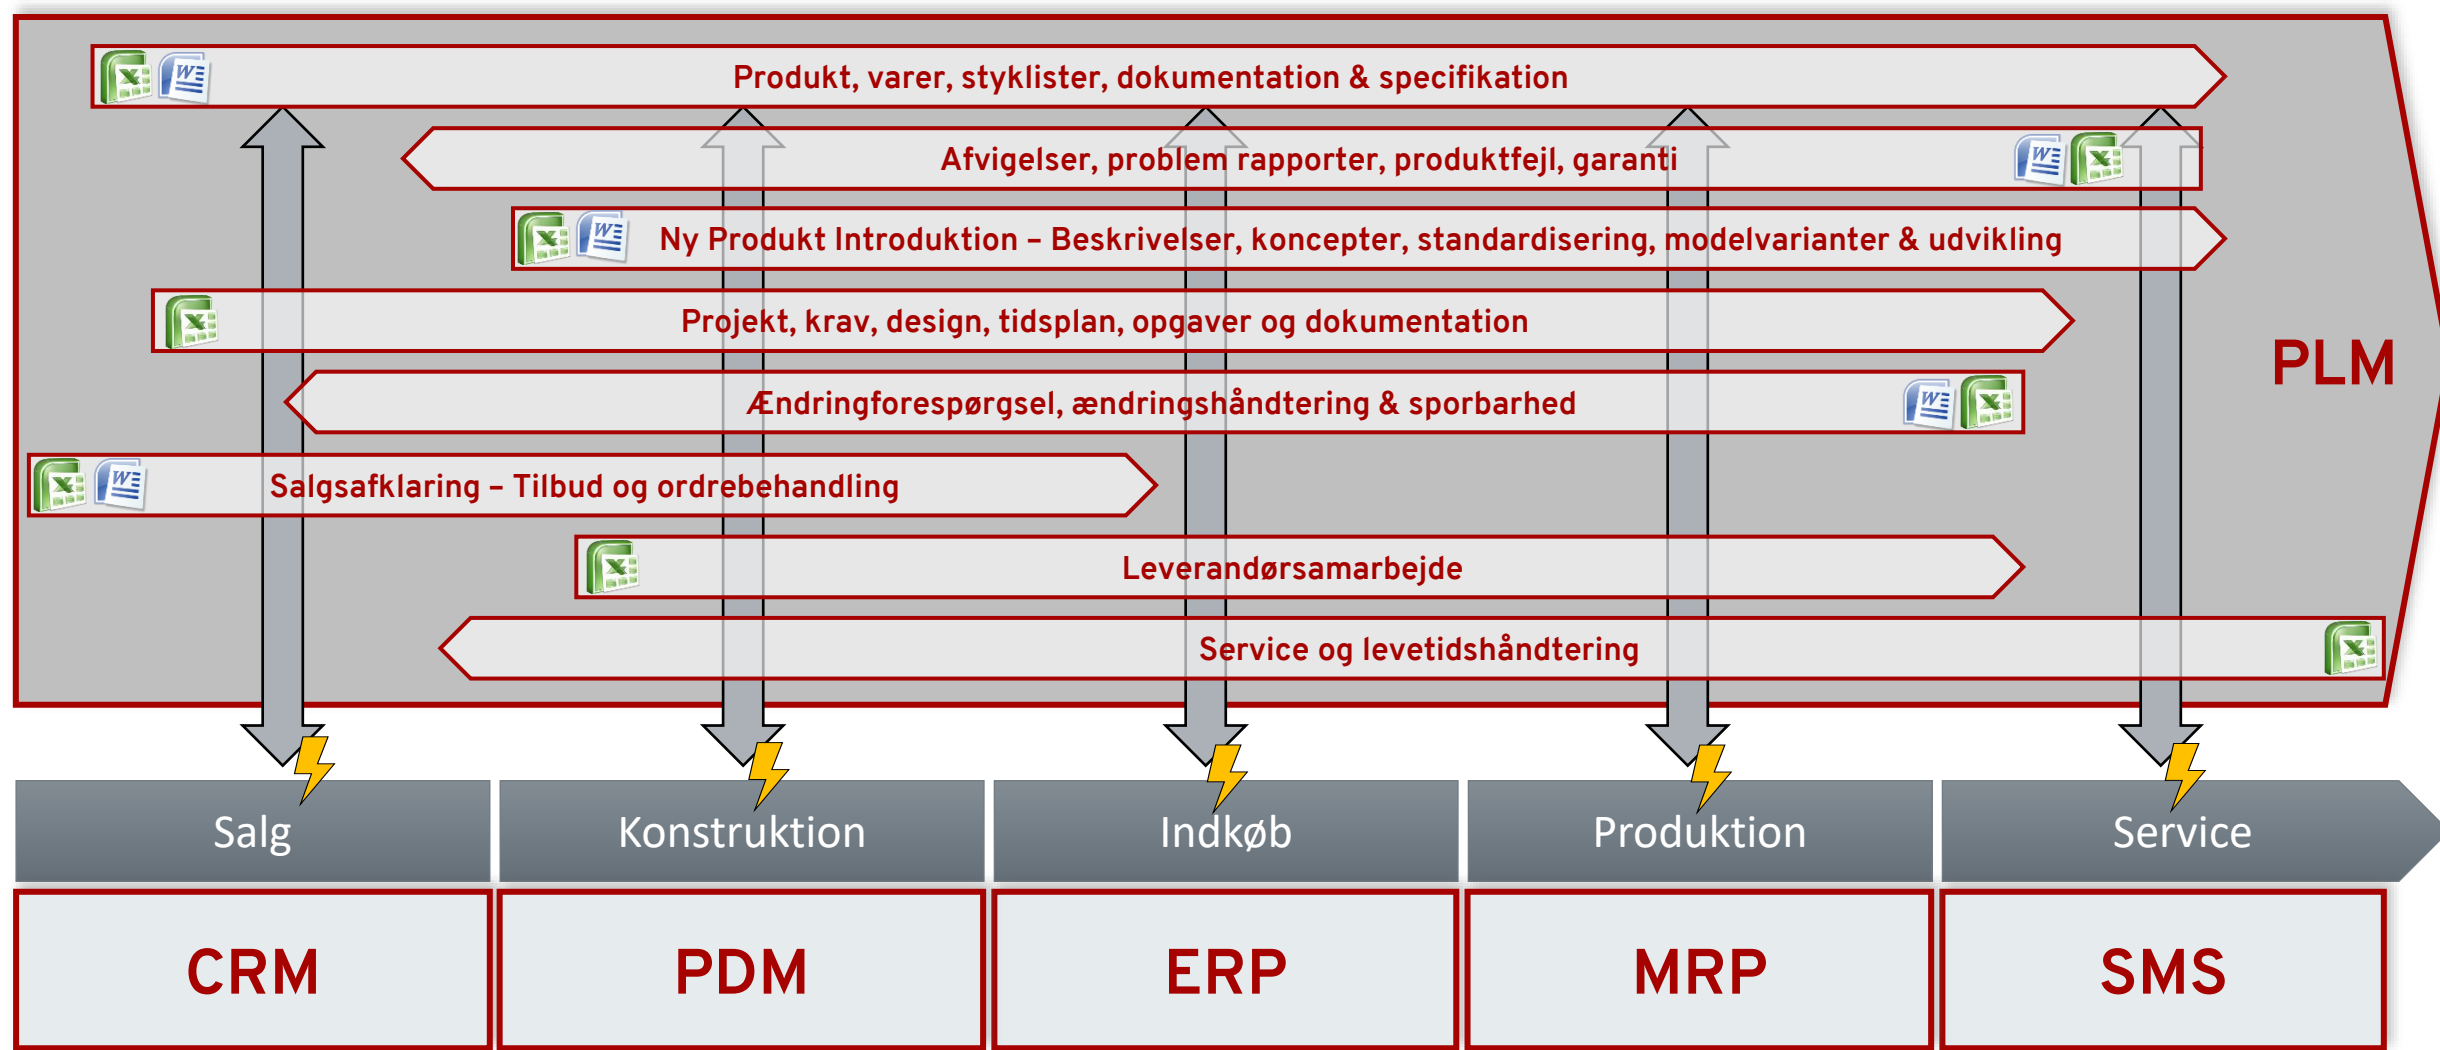 Produkt, varer, styklister, dokumentation & specifikation
Afvigelser, problem rapporter, produktfejl, garanti
Ny Produkt Introduktion – Beskrivelser, koncepter, standardisering, modelvarianter & udvikling
Projekt, krav, design, tidsplan, opgaver og dokumentation
PLM
Ændringforespørgsel, ændringshåndtering & sporbarhed
Salgsafklaring – Tilbud og ordrebehandling
Leverandørsamarbejde
Service og levetidshåndtering
Salg
Konstruktion
Indkøb
Produktion
Service
CRM
PDM
ERP
MRP
SMS